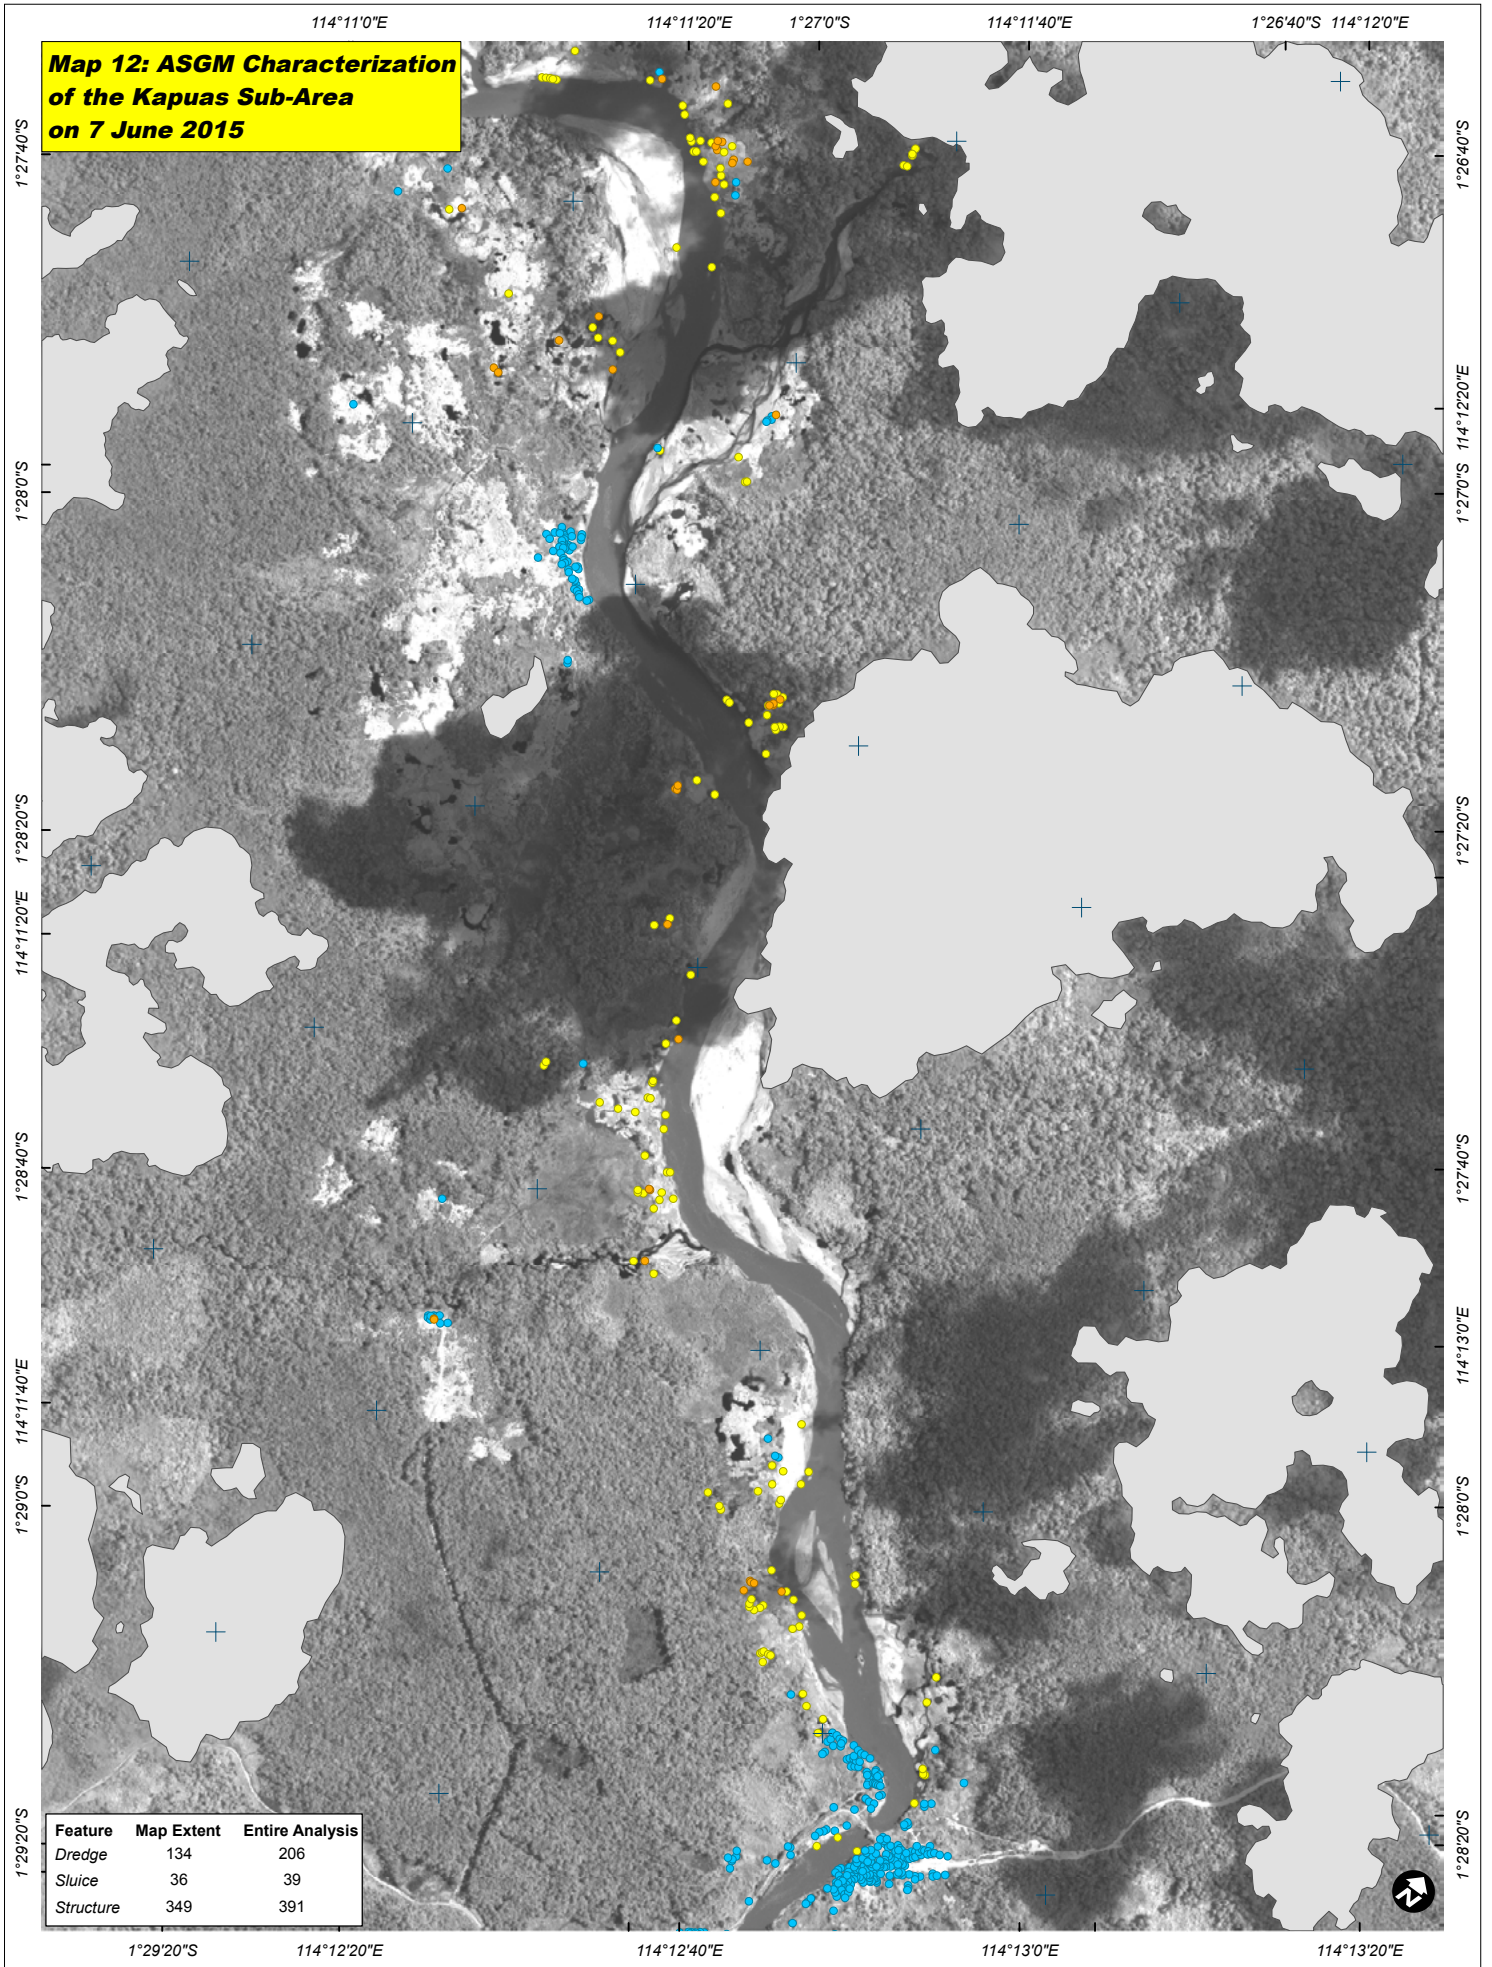 114°11'0"E
114°11'20"E
1°27'0"S
114°11'40"E
1°26'40"S
114°12'0"E
Map 12: ASGM Characterization
of the Kapuas Sub-Area
on 7 June 2015
1°27'40"S
1°28'0"S
1°28'20"S
114°11'20"E
1°28'40"S
114°11'40"E
1°29'0"S
1°29'20"S
1°26'40"S
114°12'20"E
1°27'0"S
1°27'20"S
1°27'40"S
114°13'0"E
1°28'0"S
1°28'20"S
Feature Map Extent Entire Analysis
Dredge 134 206
Sluice 36 39
Structure 349 391
N
1°29'20"S
114°12'20"E
114°12'40"E
114°13'0"E
114°13'20"E